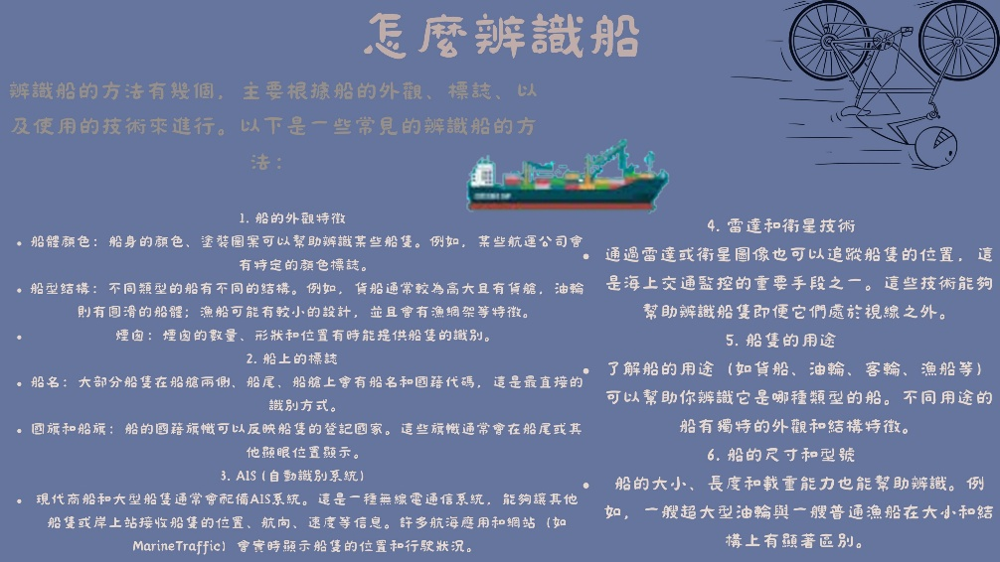 怎麼辨識船
辨識船的方法有幾個，主要根據船的外觀、標誌、以
及使用的技術來進行。以下是一些常見的辨識船的方
法：
1. 船的外觀特徵
• 船體顏色：船身的顏色、塗裝圖案可以幫助辨識某些船隻。例如，某些航運公司會
有特定的顏色標誌。
• 船型結構：不同類型的船有不同的結構。例如，貨船通常較為高大且有貨艙，油輪
則有圓滑的船體；漁船可能有較小的設計，並且會有漁網架等特徵。
• 煙囪：煙囪的數量、形狀和位置有時能提供船隻的識別。
2. 船上的標誌
• 船名：大部分船隻在船艙兩側、船尾、船艏上會有船名和國籍代碼，這是最直接的
識別方式。
• 國旗和船旗：船的國籍旗幟可以反映船隻的登記國家。這些旗幟通常會在船尾或其
他顯眼位置顯示。
3. AIS（自動識別系統）
• 現代商船和大型船隻通常會配備AIS系統。這是一種無線電通信系統，能夠讓其他
船隻或岸上站接收船隻的位置、航向、速度等信息。許多航海應用和網站（如
MarineTraffic）會實時顯示船隻的位置和行駛狀況。
4. 雷達和衛星技術
• 通過雷達或衛星圖像也可以追蹤船隻的位置，這
是海上交通監控的重要手段之一。這些技術能夠
幫助辨識船隻即便它們處於視線之外。
5. 船隻的用途
• 了解船的用途（如貨船、油輪、客輪、漁船等）
可以幫助你辨識它是哪種類型的船。不同用途的
船有獨特的外觀和結構特徵。
6. 船的尺寸和型號
• 船的大小、長度和載重能力也能幫助辨識。例
如，一艘超大型油輪與一艘普通漁船在大小和結
構上有顯著區別。